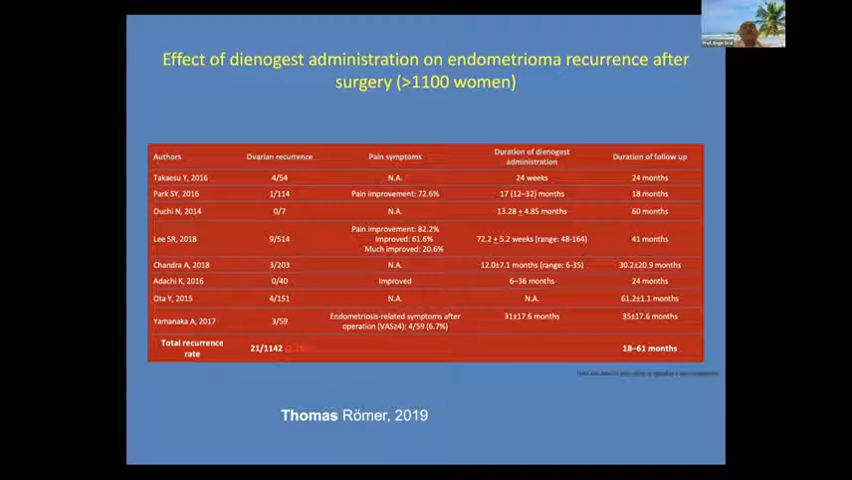 Effect of dienogest administration on endometrioma recurrence after
surgery (>1100 women)
Authors Ovarian recurrence Pain symptoms Duration of dienogest administration Duration of follow up
Takaesu Y, 2016 4/54 N.A. 24 weeks 24 months
Park SY, 2016 1/114 Pain improvement: 72.6% 17 (12–32) months 18 months
Ouchi N, 2014 0/7 N.A. 13.28 ± 4.85 months 60 months
Lee SR, 2018 9/514 Pain improvement: 82.2% Improved: 61.6% Much improved: 20.6% 72.2 ± 5.2 weeks (range: 48-164) 41 months
Chandra A, 2018 3/203 N.A. 12.0±7.1 months (range: 6-35) 30.2±20.9 months
Adachi K, 2016 0/40 Improved 6–36 months 24 months
Ota Y, 2015 4/151 N.A. N.A. 61.2±1.1 months
Yamanaka A, 2017 3/59 Endometriosis-related symptoms after operation (VAS≥4): 4/59 (6.7%) 31±17.6 months 35±17.6 months
Total recurrence rate 21/1142 18–61 months
Thomas Römer, 2019